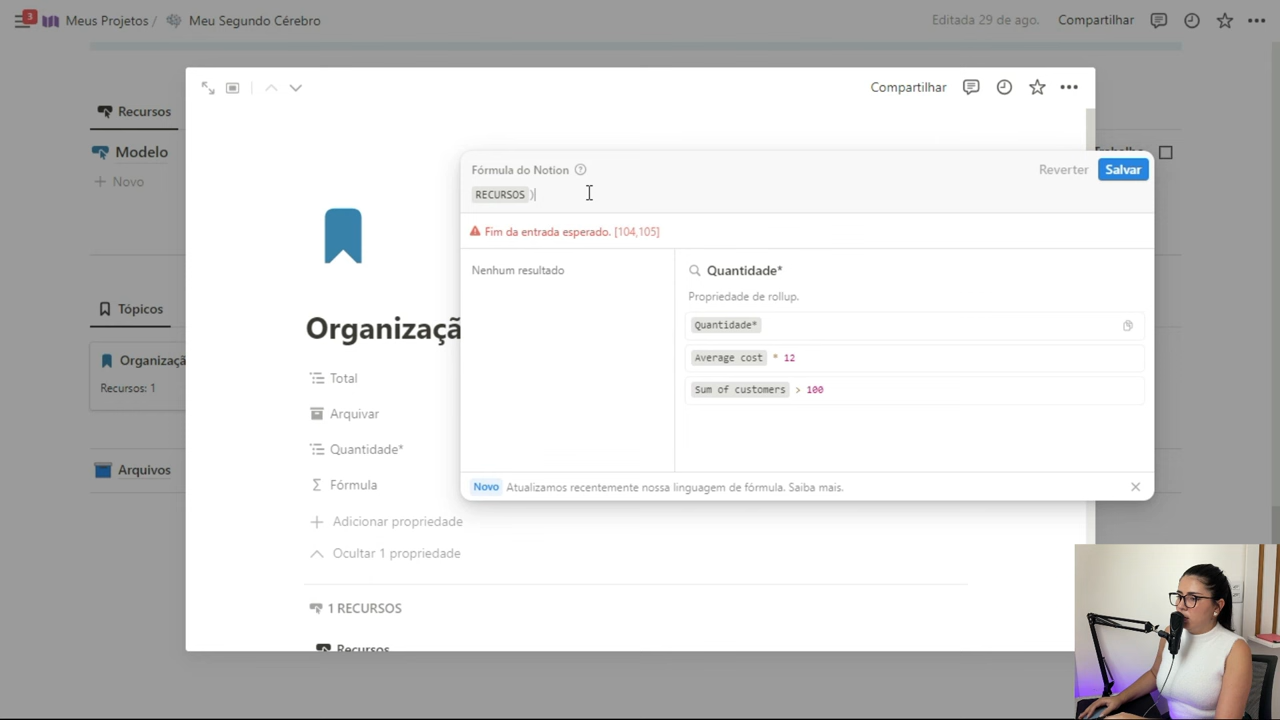 3 Meus Projetos / Meu Segundo Cérebro Editada 29 de ago. Compartilhar
Compartilhar
Recursos
Modelo
+ Novo
Fórmula do Notion Reverter Salvar
RECURSOS )
Fim da entrada esperado. [104,105]
Nenhum resultado
Quantidade*
Propriedade de rollup.
Quantidade*
Average cost * 12
Sum of customers > 100
Novo Atualizamos recentemente nossa linguagem de fórmula. Saiba mais.
Tópicos
Organizaçã
Recursos: 1
Arquivos
Organizaçã
Total
Arquivar
Quantidade*
Σ Fórmula
+ Adicionar propriedade
Ocultar 1 propriedade
1 RECURSOS
Recursos